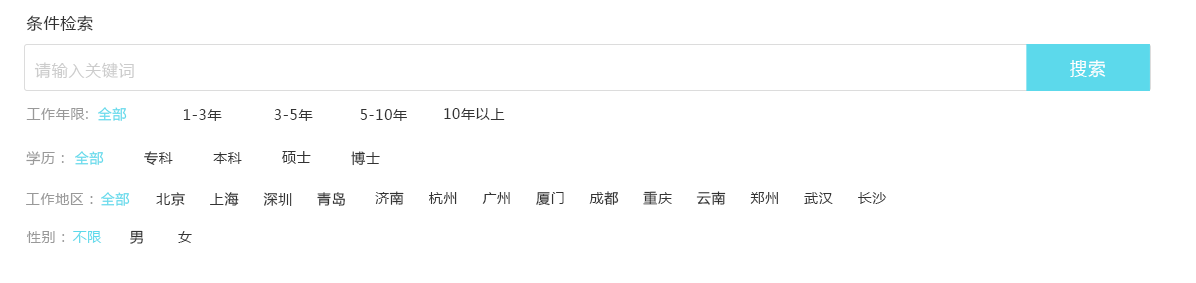 条件检索
请输入关键词 搜索
工作年限: 全部 1-3年 3-5年 5-10年 10年以上
学历： 全部 专科 本科 硕士 博士
工作地区： 全部 北京 上海 深圳 青岛 济南 杭州 广州 厦门 成都 重庆 云南 郑州 武汉 长沙
性别： 不限 男 女